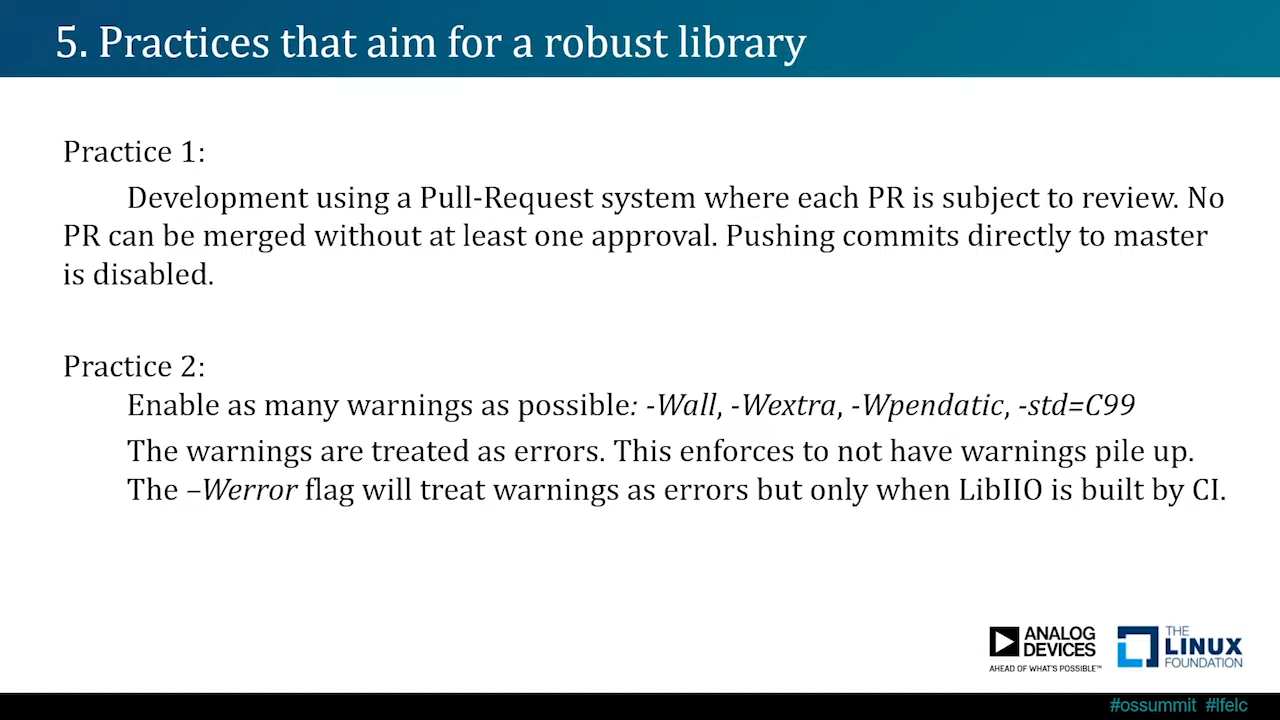 5. Practices that aim for a robust library
Practice 1:
Development using a Pull-Request system where each PR is subject to review. No
PR can be merged without at least one approval. Pushing commits directly to master
is disabled.
Practice 2:
Enable as many warnings as possible: -Wall, -Wextra, -Wpendatic, -std=C99
The warnings are treated as errors. This enforces to not have warnings pile up.
The –Werror flag will treat warnings as errors but only when LibIIO is built by CI.
ANALOG
DEVICES
AHEAD OF WHAT'S POSSIBLE™
THE
LINUX
FOUNDATION
#ossummit #lfelc